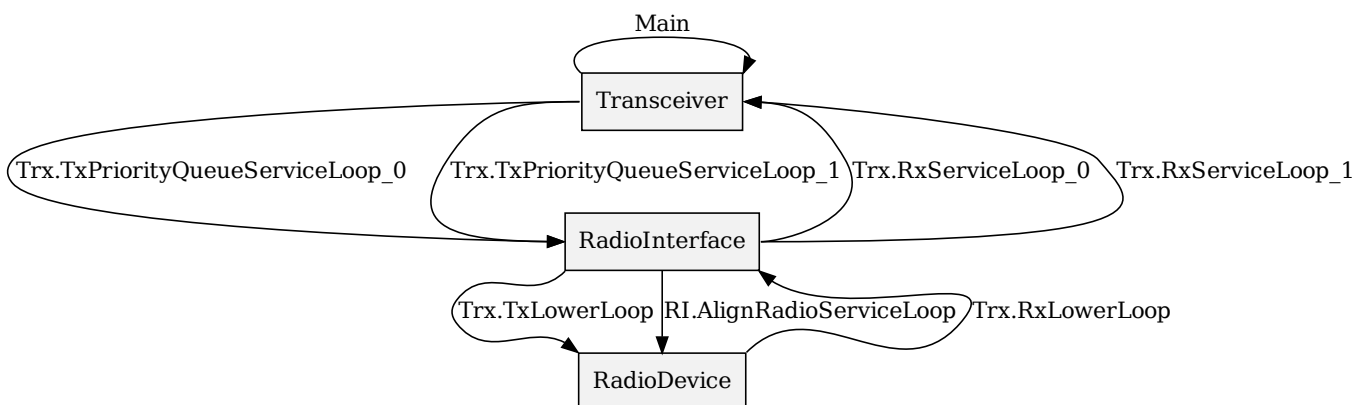 Main
Transceiver
Trx.TxPriorityQueueServiceLoop_0
Trx.TxPriorityQueueServiceLoop_1
Trx.RxServiceLoop_0
Trx.RxServiceLoop_1
RadioInterface
Trx.TxLowerLoop
RI.AlignRadioServiceLoop
Trx.RxLowerLoop
RadioDevice